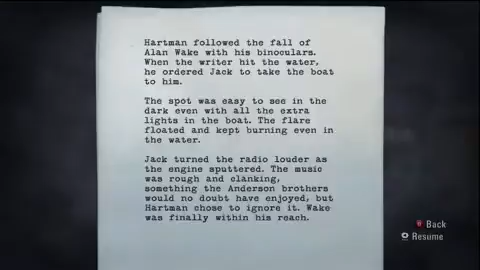 Hartman followed the fall of
Alan Wake with his binoculars.
When the writer hit the water,
he ordered Jack to take the boat
to him.
The spot was easy to see in the
dark even with all the extra
lights in the boat. The flare
floated and kept burning even in
the water.
Jack turned the radio louder as
the engine sputtered. The music
was rough and clanking,
something the Anderson brothers
would no doubt have enjoyed, but
Hartman chose to ignore it. Wake
was finally within his reach.
Back
Resume